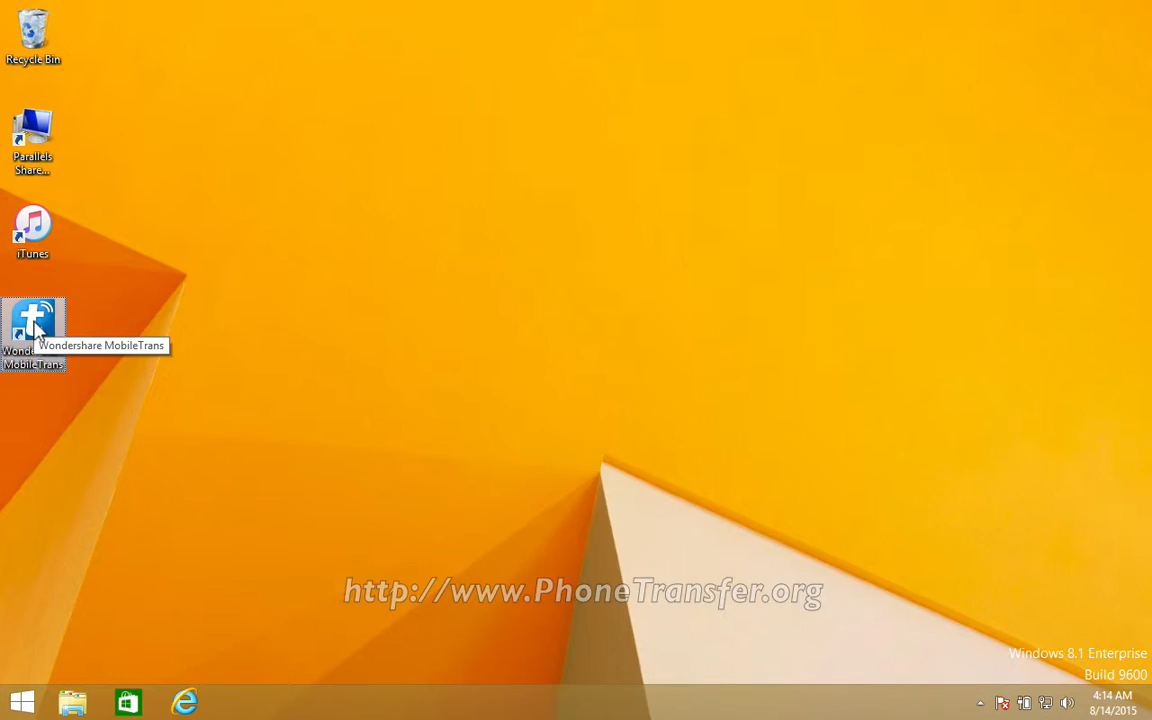 Recycle Bin
Parallels
Share...
iTunes
Wondershare MobileTrans
MobileTrans
http://www.PhoneTransfer.org
Windows 8.1 Enterprise
Build 9600
4:14 AM
8/14/2015